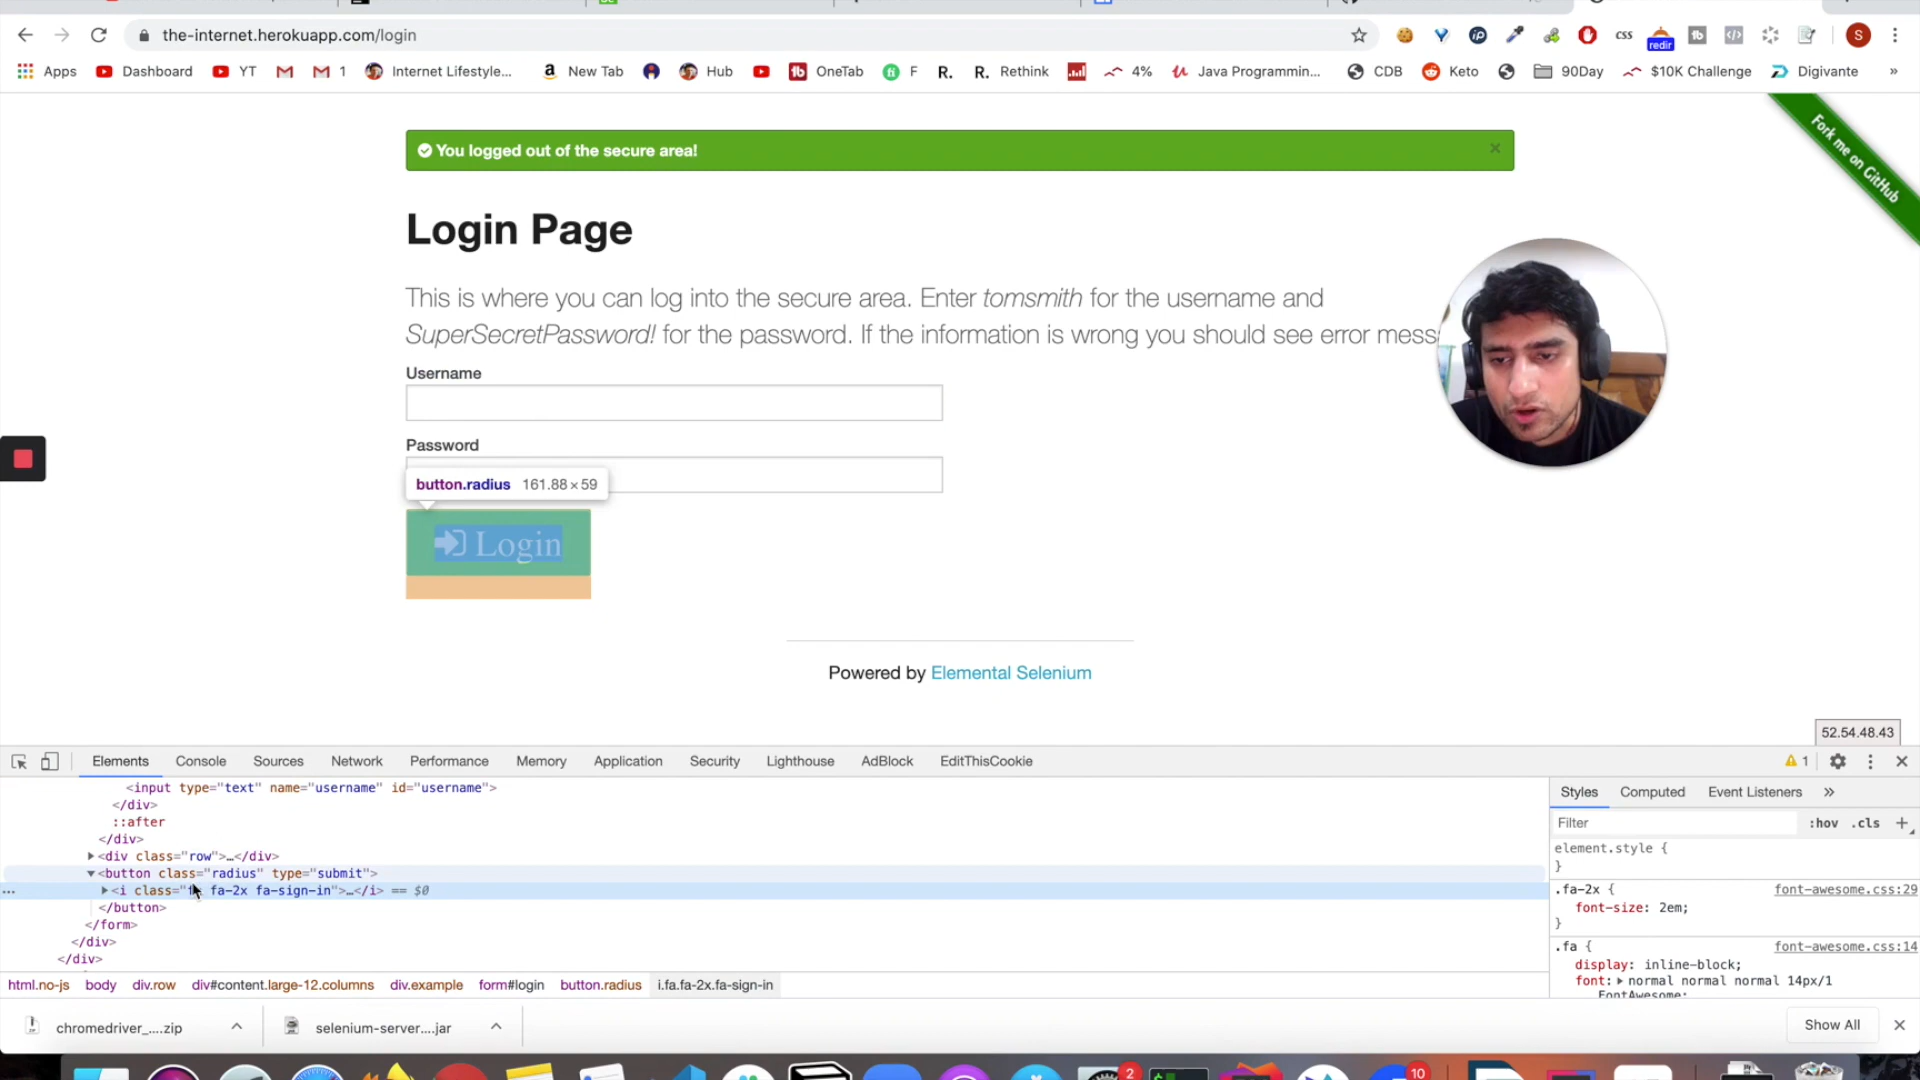 the-internet.herokuapp.com/login
CSS
redir
S
Apps
Dashboard
YT
1
Internet Lifestyle...
New Tab
Hub
OneTab
F
R.
R. Rethink
4%
Java Programmin...
CDB
Keto
90Day
$10K Challenge
Digivante
»
You logged out of the secure area!
×
Fork me on GitHub
Login Page
This is where you can log into the secure area. Enter tomsmith for the username and
SuperSecretPassword! for the password. If the information is wrong you should see error mess
Username
Password
button.radius 161.88×59
Login
Powered by Elemental Selenium
52.54.48.43
Elements
Console
Sources
Network
Performance
Memory
Application
Security
Lighthouse
AdBlock
EditThisCookie
1
<input type="text" name="username" id="username">
</div>
::after
</div>
<div class="row">…</div>
<button class="radius" type="submit">
<i class="f fa-2x fa-sign-in">…</i> == $0
</button>
</form>
</div>
</div>
Styles
Computed
Event Listeners
»
Filter
:hov .cls +
element.style {
}
.fa-2x { font-awesome.css:29
font-size: 2em;
}
.fa { font-awesome.css:14
display: inline-block;
font: normal normal normal 14px/1
FontAwesome;
html.no-js
body
div.row
div#content.large-12.columns
div.example
form#login
button.radius
i.fa.fa-2x.fa-sign-in
chromedriver_....zip
selenium-server....jar
Show All
2
10